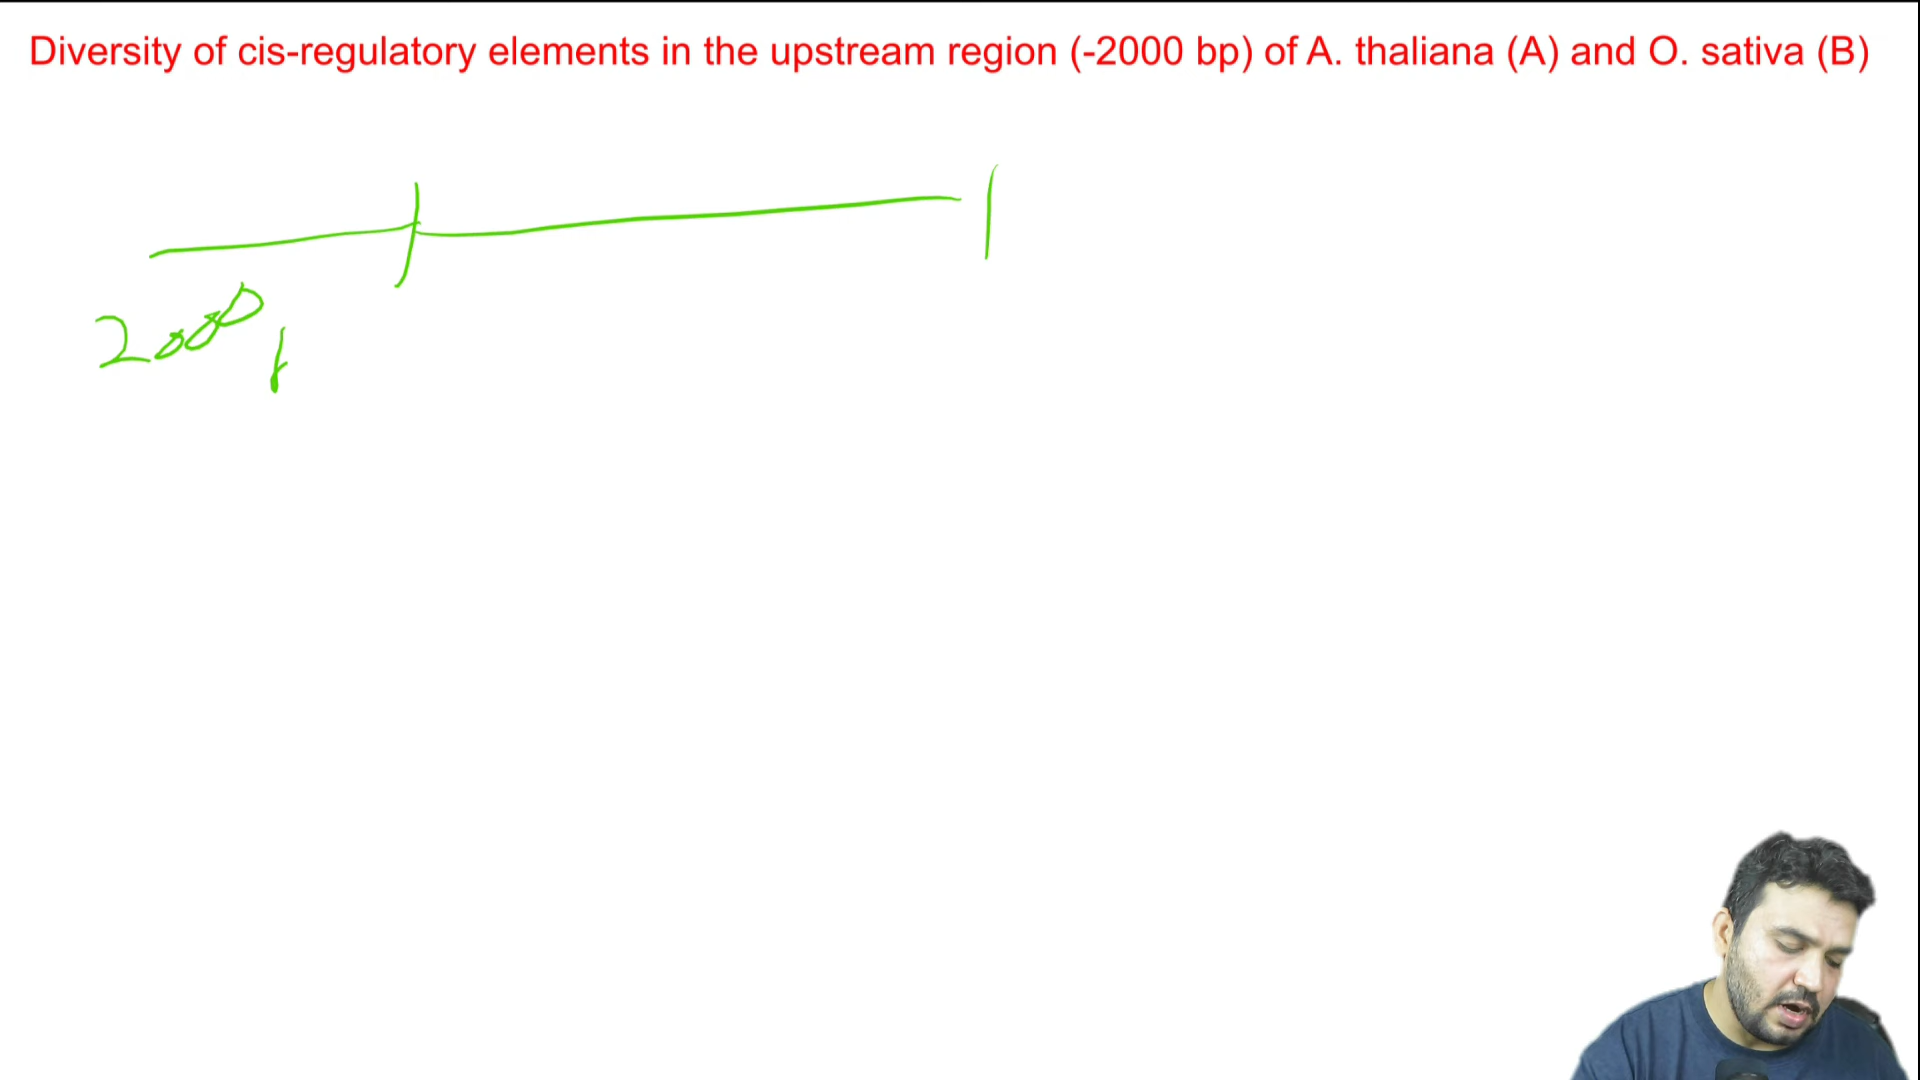 Diversity of cis-regulatory elements in the upstream region (-2000 bp) of A. thaliana (A) and O. sativa (B)
2000